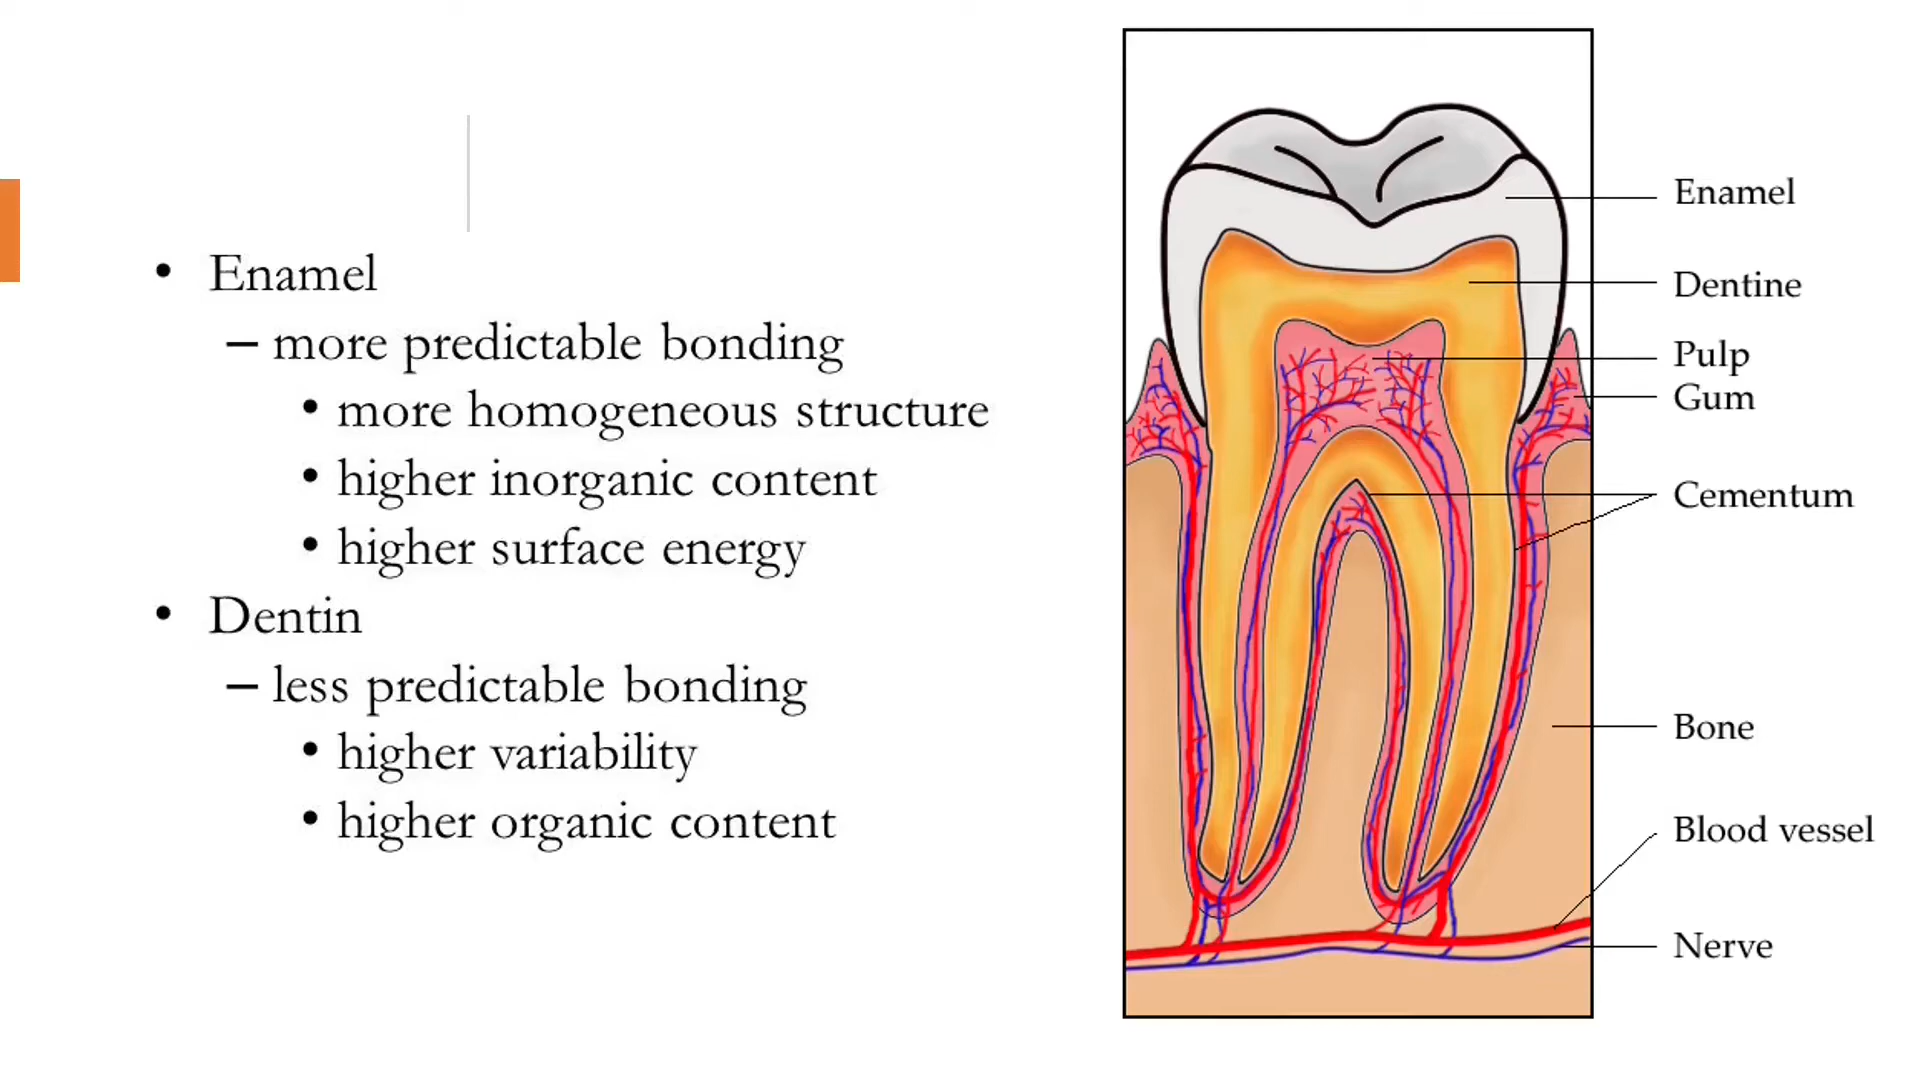 • Enamel
– more predictable bonding
• more homogeneous structure
• higher inorganic content
• higher surface energy
• Dentin
– less predictable bonding
• higher variability
• higher organic content
Enamel
Dentine
Pulp
Gum
Cementum
Bone
Blood vessel
Nerve